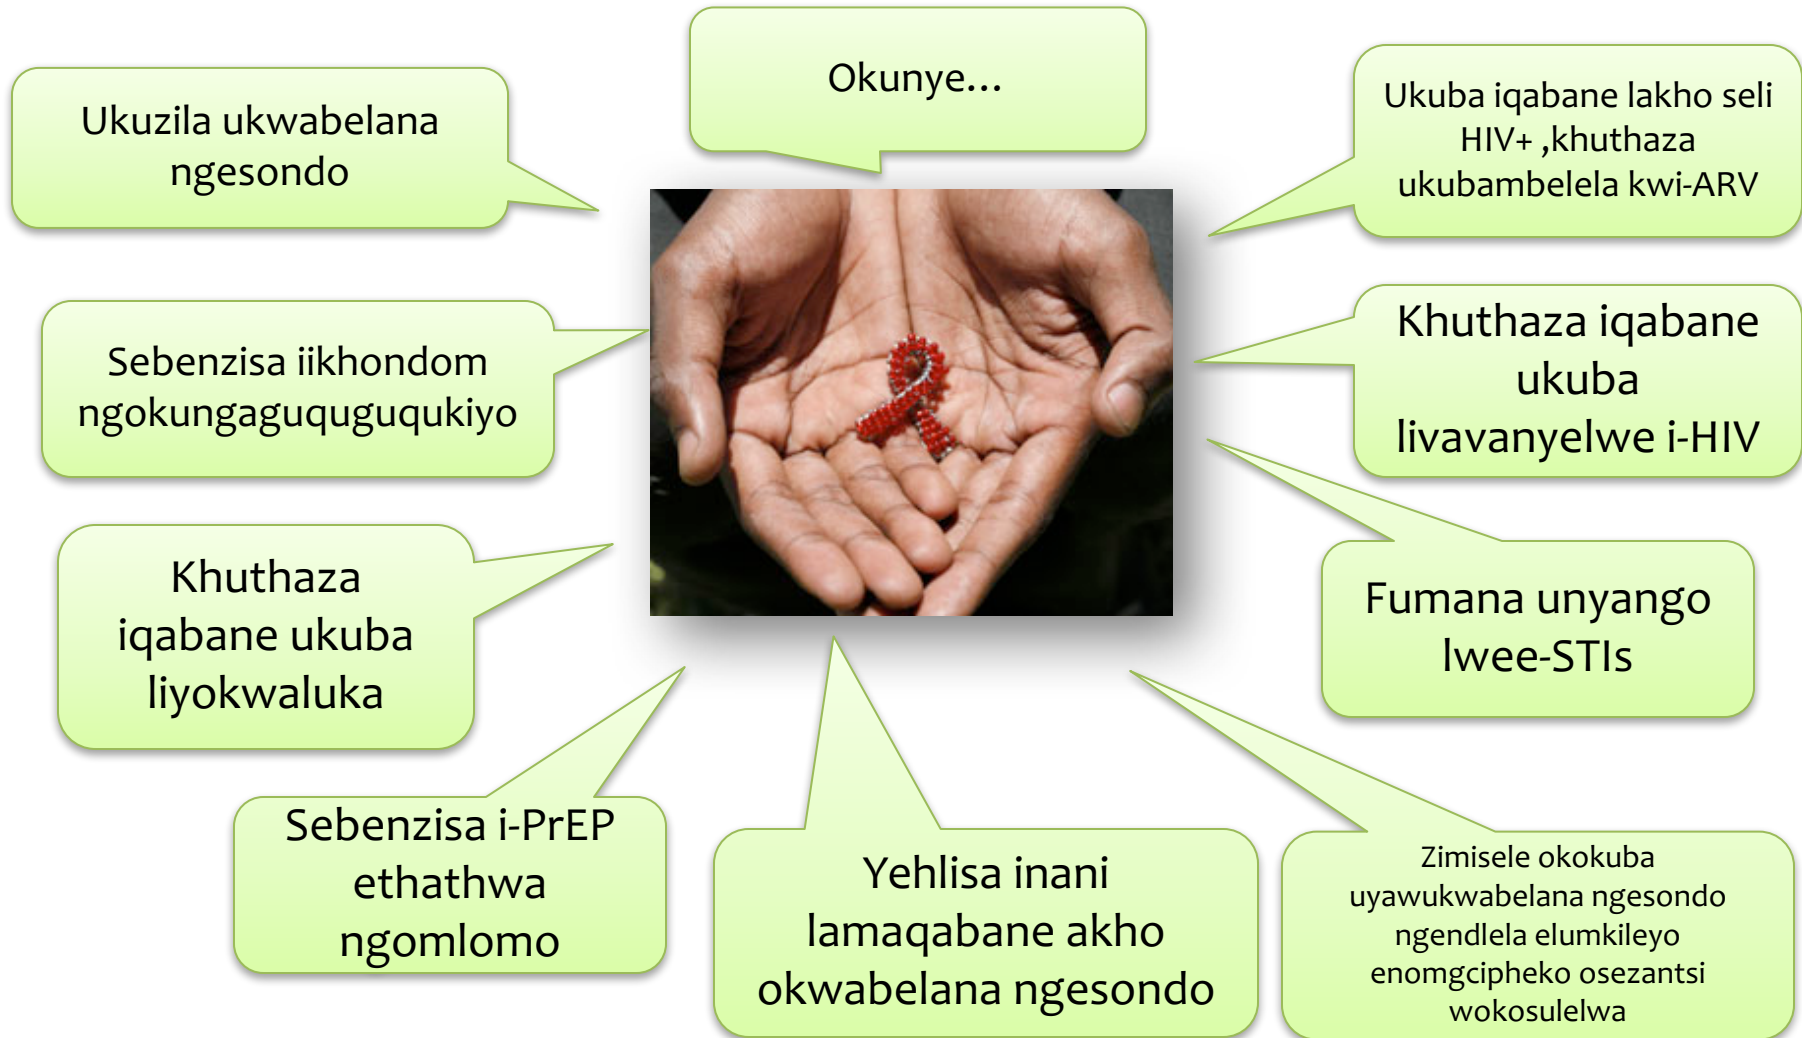 Okunye...
Ukuzila ukwabelana
ngesondo
Ukuba iqabane lakho seli
HIV+ ,khuthaza
ukubambelela kwi-ARV
Sebenzisa iikhondom
ngokungaguquguqukiyo
Khuthaza iqabane
ukuba
livavanyelwe i-HIV
Khuthaza
iqabane ukuba
liyokwaluka
Fumana unyango
lwee-STIs
Sebenzisa i-PrEP
ethathwa
ngomlomo
Yehlisa inani
lamaqabane akho
okwabelana ngesondo
Zimisele okokuba
uyawukwabelana ngesondo
ngendlela elumkileyo
enomgcipheko osezantsi
wokosulelwa